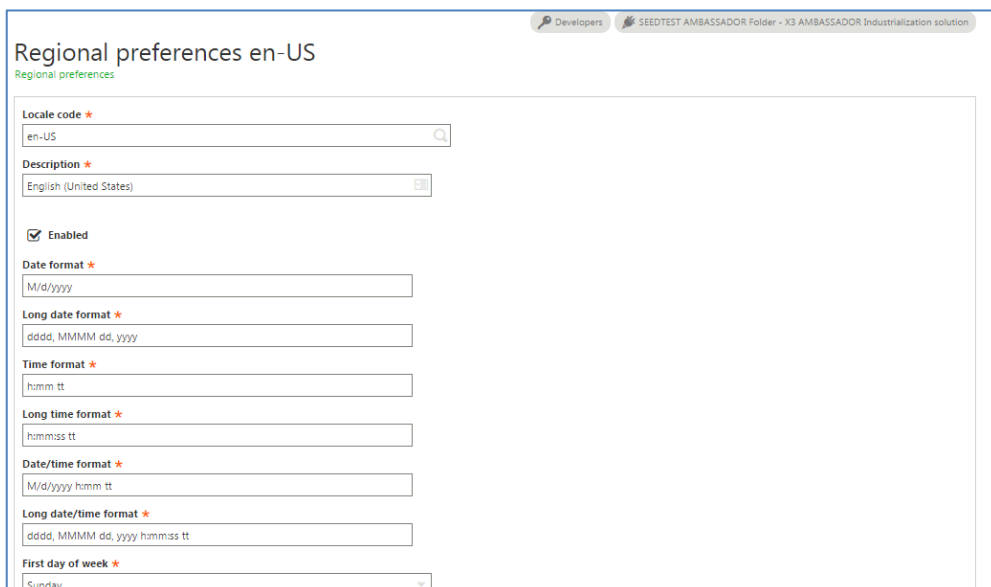 Developers
SEEDTEST AMBASSADOR Folder - X3 AMBASSADOR Industrialization solution
Regional preferences en-US
Regional preferences
Locale code *
en-US
Description *
English (United States)
Enabled
Date format *
M/d/yyyy
Long date format *
dddd, MMMM dd, yyyy
Time format *
h:mm tt
Long time format *
h:mm:ss tt
Date/time format *
M/d/yyyy h:mm tt
Long date/time format *
dddd, MMMM dd, yyyy h:mm:ss tt
First day of week *
Sunday